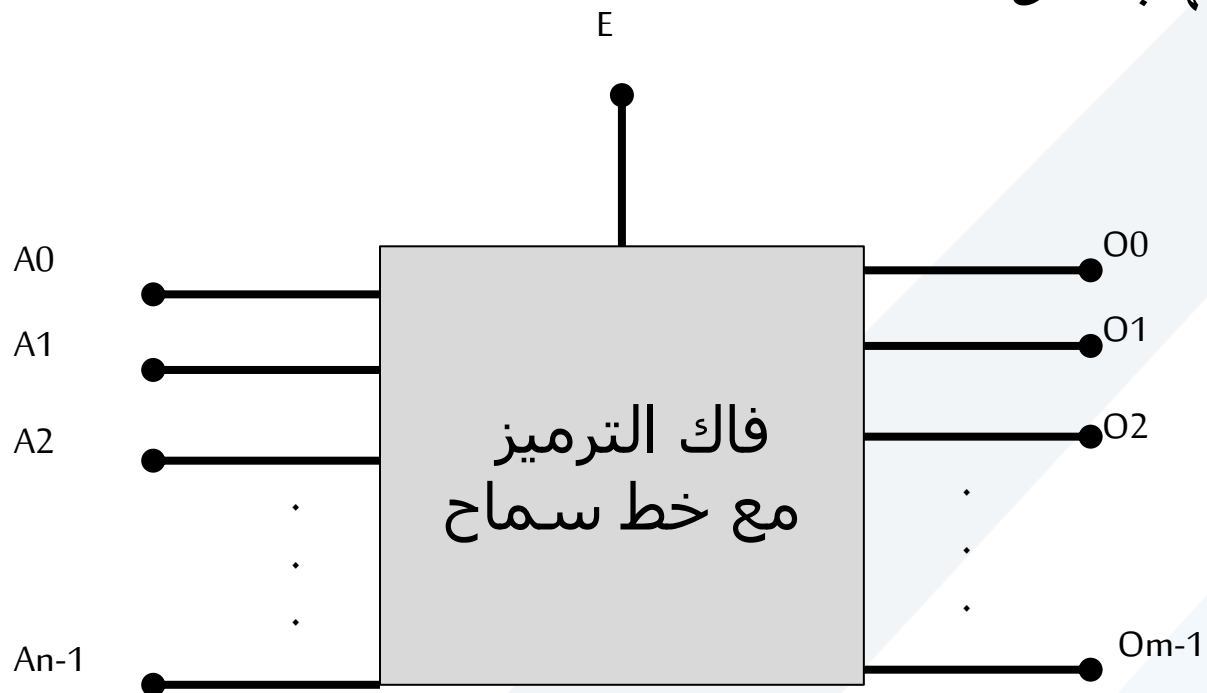 E
A0
A1
A2
An-1
فاك الترميز
مع خط سماح
O0
O1
O2
Om-1